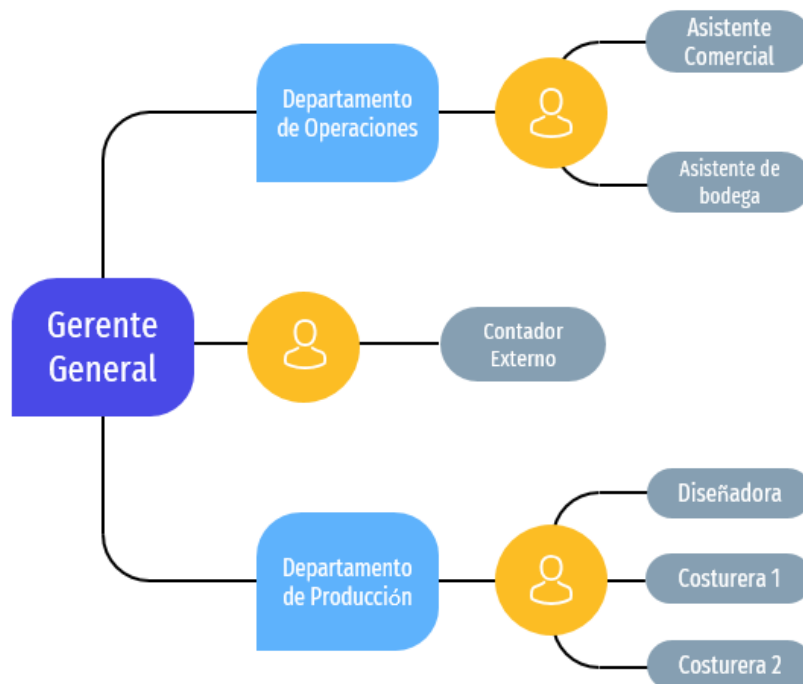 Asistente
Comercial
Departamento
de Operaciones
Asistente de
bodega
Gerente
General
Contador
Externo
Diseñadora
Departamento
de Producción
Costurera 1
Costurera 2